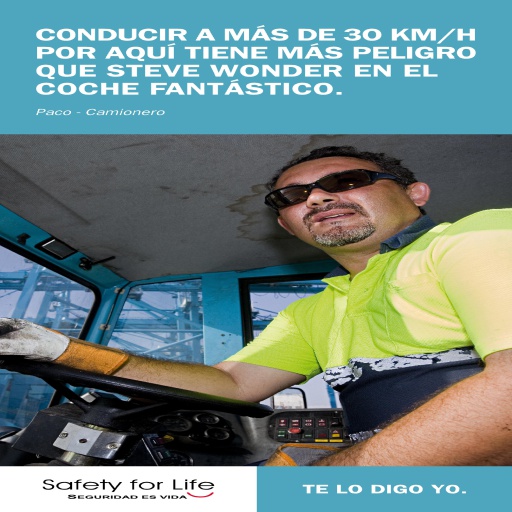 CONDUCIR A MÁS DE 30 KM/H
POR AQUÍ TIENE MÁS PELIGRO
QUE STEVE WONDER EN EL
COCHE FANTÁSTICO.
Paco - Camionero
Safety for Life
SEGURIDAD ES VIDA
TE LO DIGO YO.